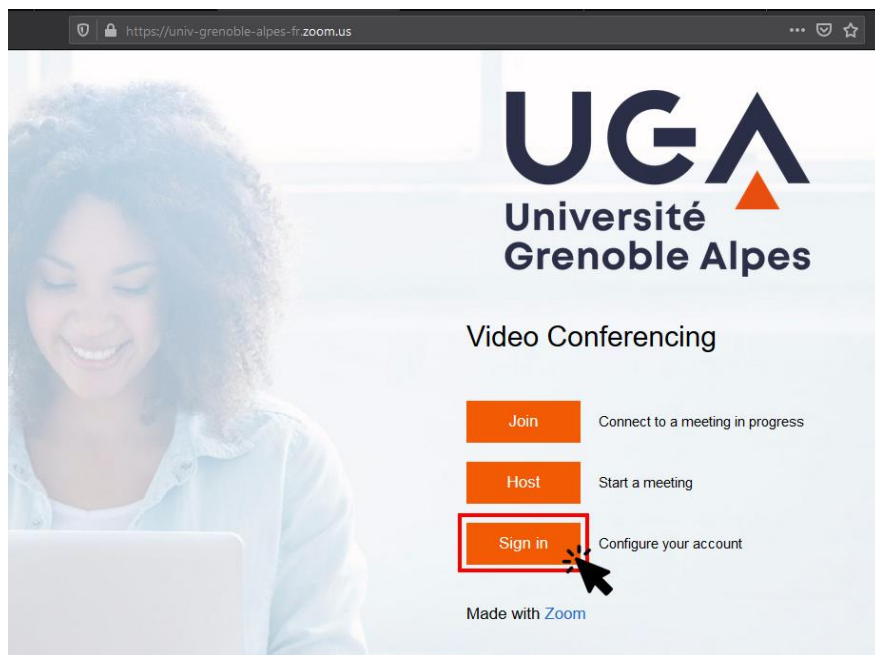 https://univ-grenoble-alpes-fr.zoom.us
UGA
Université
Grenoble Alpes
Video Conferencing
Join Connect to a meeting in progress
Host Start a meeting
Sign in Configure your account
Made with Zoom